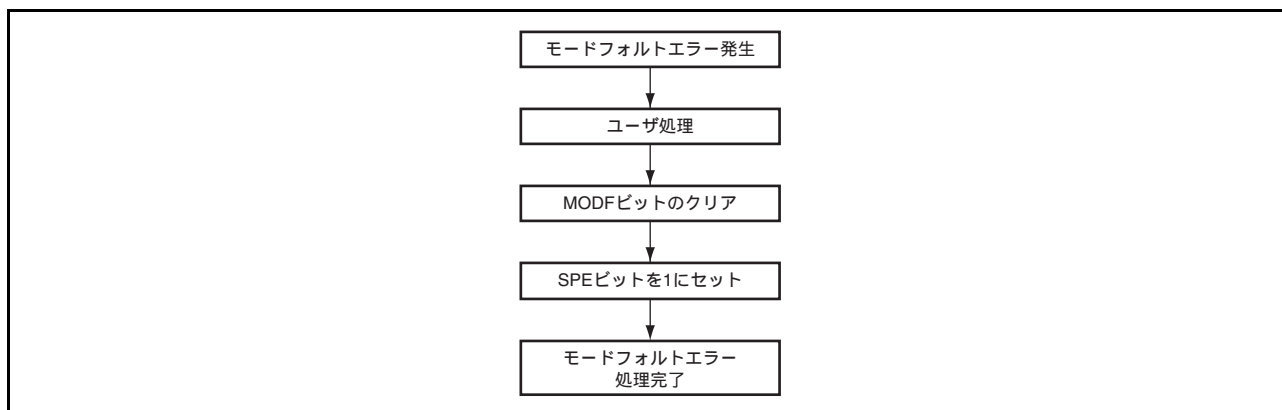 モードフォルトエラー発生
ユーザ処理
MODFビットのクリア
SPEビットを1にセット
モードフォルトエラー
処理完了